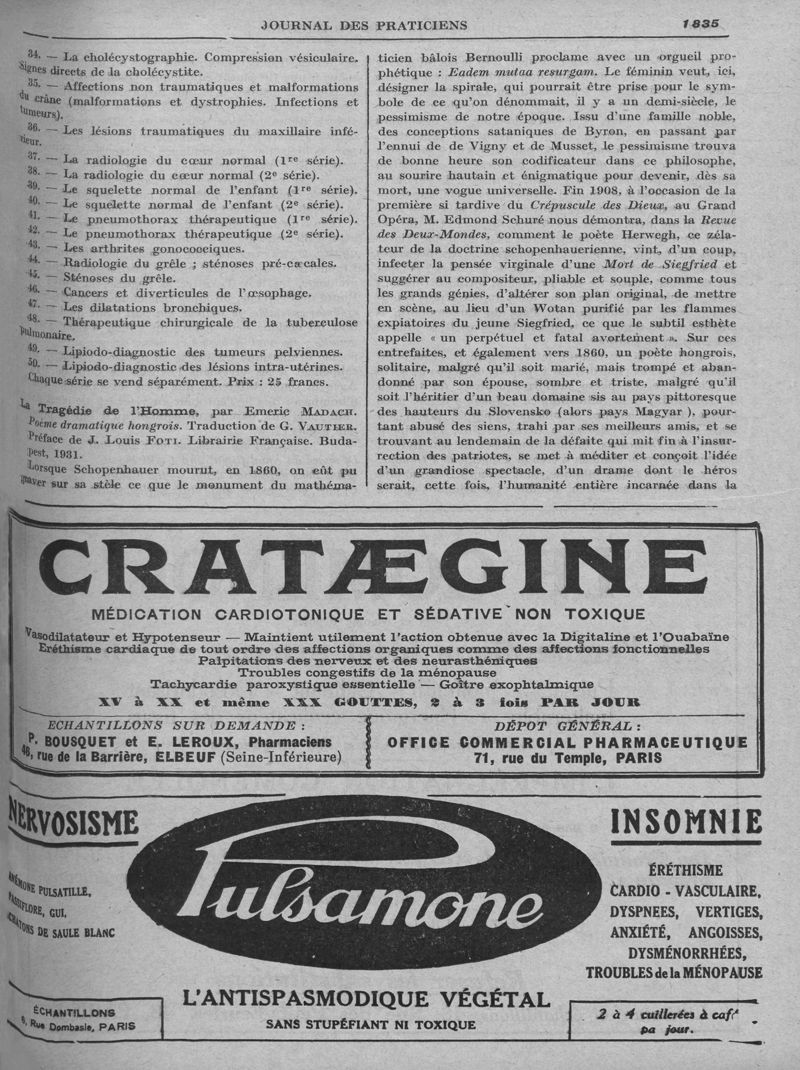 JOURNAL DES PRATICIENS
1835
34. — La cholécystographie. Compression vésiculaire.
Signes directs de la cholécystite.
35. — Affections non traumatiques et malformations
du crâne (malformations et dystrophies. Infections et
tumeurs).
36. — Les lésions traumatiques du maxillaire infé-
rieur.
37. — La radiologie du cœur normal (1re série).
38. — La radiologie du cœur normal (2e série).
39. — Le squelette normal de l'enfant (1re série).
40. — Le squelette normal de l'enfant (2e série).
41. — Le pneumothorax thérapeutique (1re série).
42. — Le pneumothorax thérapeutique (2e série).
43. — Les arthrites gonococciques.
44. — Radiologie du grêle ; sténoses pré-cæcales.
45. — Sténoses du grêle.
46. — Cancers et diverticules de l'œsophage.
47. — Les dilatations bronchiques.
48. — Thérapeutique chirurgicale de la tuberculose
pulmonaire.
49. — Lipiodo-diagnostic des tumeurs pelviennes.
50. — Lipiodo-diagnostic des lésions intra-utérines.
Chaque série se vend séparément. Prix : 25 francs.
La Tragédie de l'Homme, par Emeric MADACH.
Poème dramatique hongrois. Traduction de G. VAUTIER.
Préface de J. Louis FOTI. Librairie Française. Buda-
pest, 1931.
Lorsque Schopenhauer mourut, en 1860, on eût pu
graver sur sa stèle ce que le monument du mathéma-
ticien bâlois Bernoulli proclame avec un orgueil pro-
phétique : Eadem mutaa resurgam. Le féminin veut, ici,
désigner la spirale, qui pourrait être prise pour le sym-
bole de ce qu'on dénommait, il y a un demi-siècle, le
pessimisme de notre époque. Issu d'une famille noble,
des conceptions sataniques de Byron, en passant par
l'ennui de de Vigny et de Musset, le pessimisme trouva
de bonne heure son codificateur dans ce philosophe,
au sourire hautain et énigmatique pour devenir, dès sa
mort, une vogue universelle. Fin 1908, à l'occasion de la
première si tardive du Crépuscule des Dieux, au Grand
Opéra, M. Edmond Schuré nous démontra, dans la Revue
des Deux-Mondes, comment le poète Herwegh, ce zéla-
teur de la doctrine schopenhauerienne, vint, d'un coup,
infecter la pensée virginale d'une Mort de Siegfried et
suggérer au compositeur, pliable et souple, comme tous
les grands génies, d'altérer son plan original, de mettre
en scène, au lieu d'un Wotan purifié par les flammes
expiatoires du jeune Siegfried, ce que le subtil esthète
appelle « un perpétuel et fatal avortement ». Sur ces
entrefaites, et également vers 1860, un poète hongrois,
solitaire, malgré qu'il soit marié, mais trompé et aban-
donné par son épouse, sombre et triste, malgré qu'il
soit l'héritier d'un beau domaine sis au pays pittoresque
des hauteurs du Slovensko (alors pays Magyar ), pour-
tant abusé des siens, trahi par ses meilleurs amis, et se
trouvant au lendemain de la défaite qui mit fin à l'insur-
rection des patriotes, se met à méditer et conçoit l'idée
d'un grandiose spectacle, d'un drame dont le héros
serait, cette fois, l'humanité entière incarnée dans la
CRATÆGINE
MÉDICATION CARDIOTONIQUE ET SÉDATIVE NON TOXIQUE
Vasodilatateur et Hypotenseur — Maintient utilement l'action obtenue avec la Digitaline et l'Ouabaïne
Eréthisme cardiaque de tout ordre des affections organiques comme des affections fonctionnelles
Palpitations des nerveux et des neurasthéniques
Troubles congestifs de la ménopause
Tachycardie paroxystique essentielle — Goître exophtalmique
XV à XX et même XXX GOUTTES, 2 à 3 fois PAR JOUR
ECHANTILLONS SUR DEMANDE :
P. BOUSQUET et E. LEROUX, Pharmaciens
46, rue de la Barrière, ELBEUF (Seine-Inférieure)
DÉPOT GÉNÉRAL :
OFFICE COMMERCIAL PHARMACEUTIQUE
71, rue du Temple, PARIS
NERVOSISME
ANÉMONE PULSATILLE,
PASSIFLORE, GUI,
CHATONS DE SAULE BLANC
ÉCHANTILLONS
6, Rue Dombasle, PARIS
Pulsamone
L'ANTISPASMODIQUE VÉGÉTAL
SANS STUPÉFIANT NI TOXIQUE
INSOMNIE
ÉRÉTHISME
CARDIO - VASCULAIRE,
DYSPNEES, VERTIGES,
ANXIÉTÉ, ANGOISSES,
DYSMÉNORRHÉES,
TROUBLES de la MÉNOPAUSE
2 à 4 cuillerées à café
pa jour.